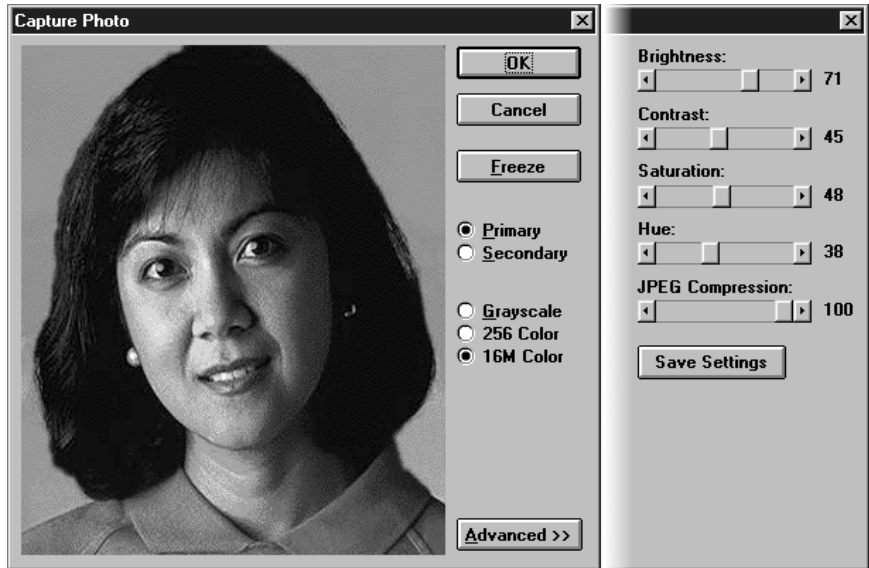 Capture Photo
OK
Cancel
Freeze
Primary
Secondary
Grayscale
256 Color
16M Color
Advanced >>
Brightness:
71
Contrast:
45
Saturation:
48
Hue:
38
JPEG Compression:
100
Save Settings